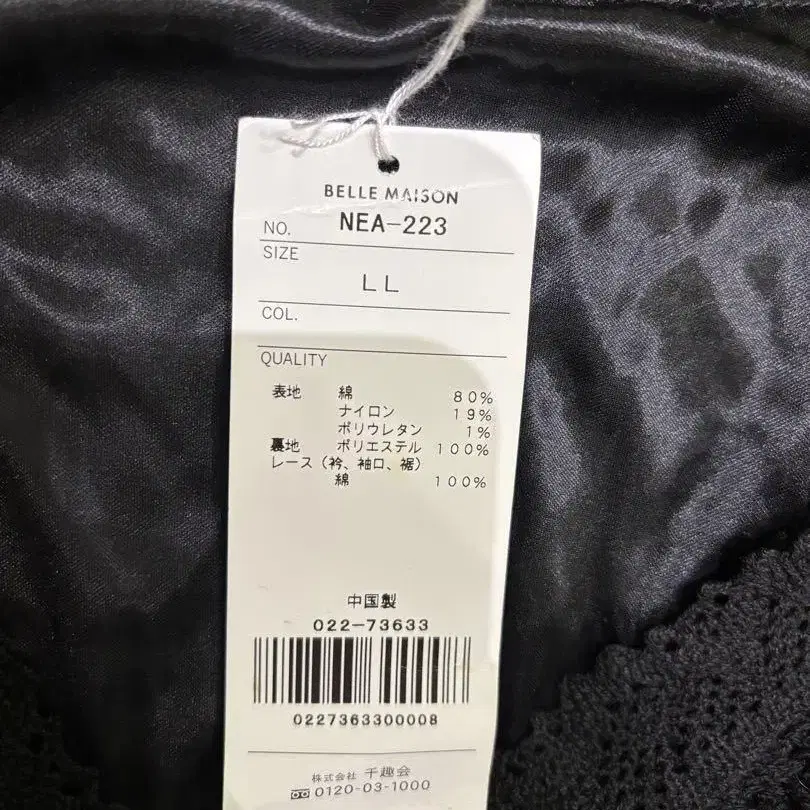 BELLE MAISON
NO. NEA-223
SIZE
LL
COL.
QUALITY
表地 綿 80%
ナイロン 19%
ポリウレタン 1%
裏地 ポリエステル 100%
レース(衿、袖口、裾)
綿 100%
中国製
022-73633
0227363300008
株式会社 千趣会
0120-03-1000